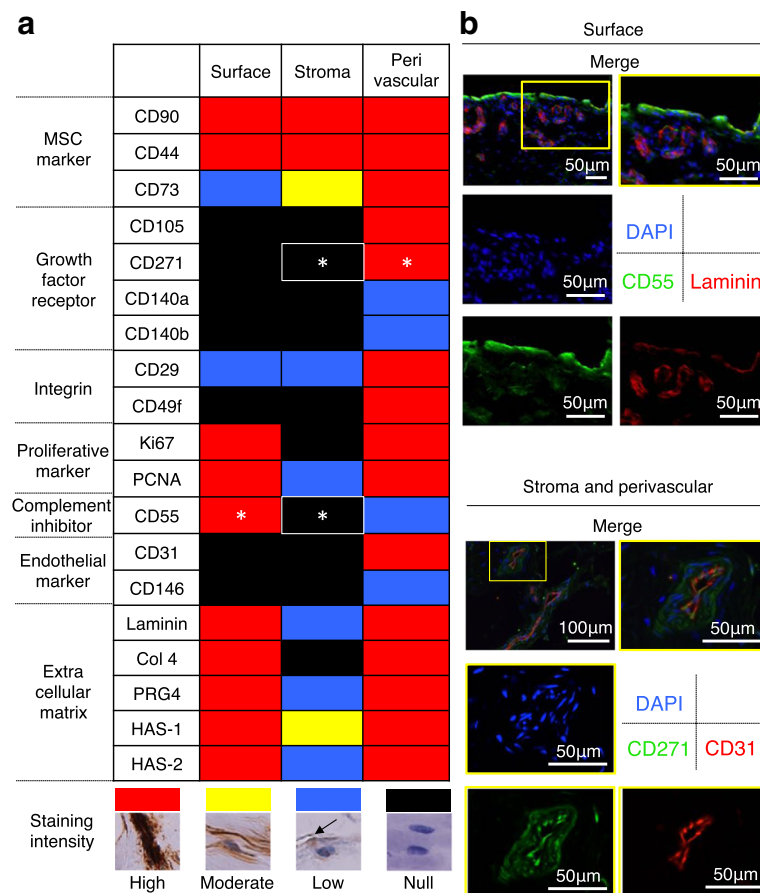 a
Surface Stroma Peri vascular
MSC marker
CD90
CD44
CD73
Growth factor receptor
CD105
CD271 * *
CD140a
CD140b
Integrin
CD29
CD49f
Proliferative marker
Ki67
PCNA
Complement inhibitor
CD55 * *
Endothelial marker
CD31
CD146
Extra cellular matrix
Laminin
Col 4
PRG4
HAS-1
HAS-2
Staining intensity
High Moderate Low Null
b
Surface
Merge
50μm 50μm
DAPI
50μm
CD55 Laminin
50μm 50μm
Stroma and perivascular
Merge
100μm 50μm
DAPI
CD271 CD31
50μm
50μm 50μm